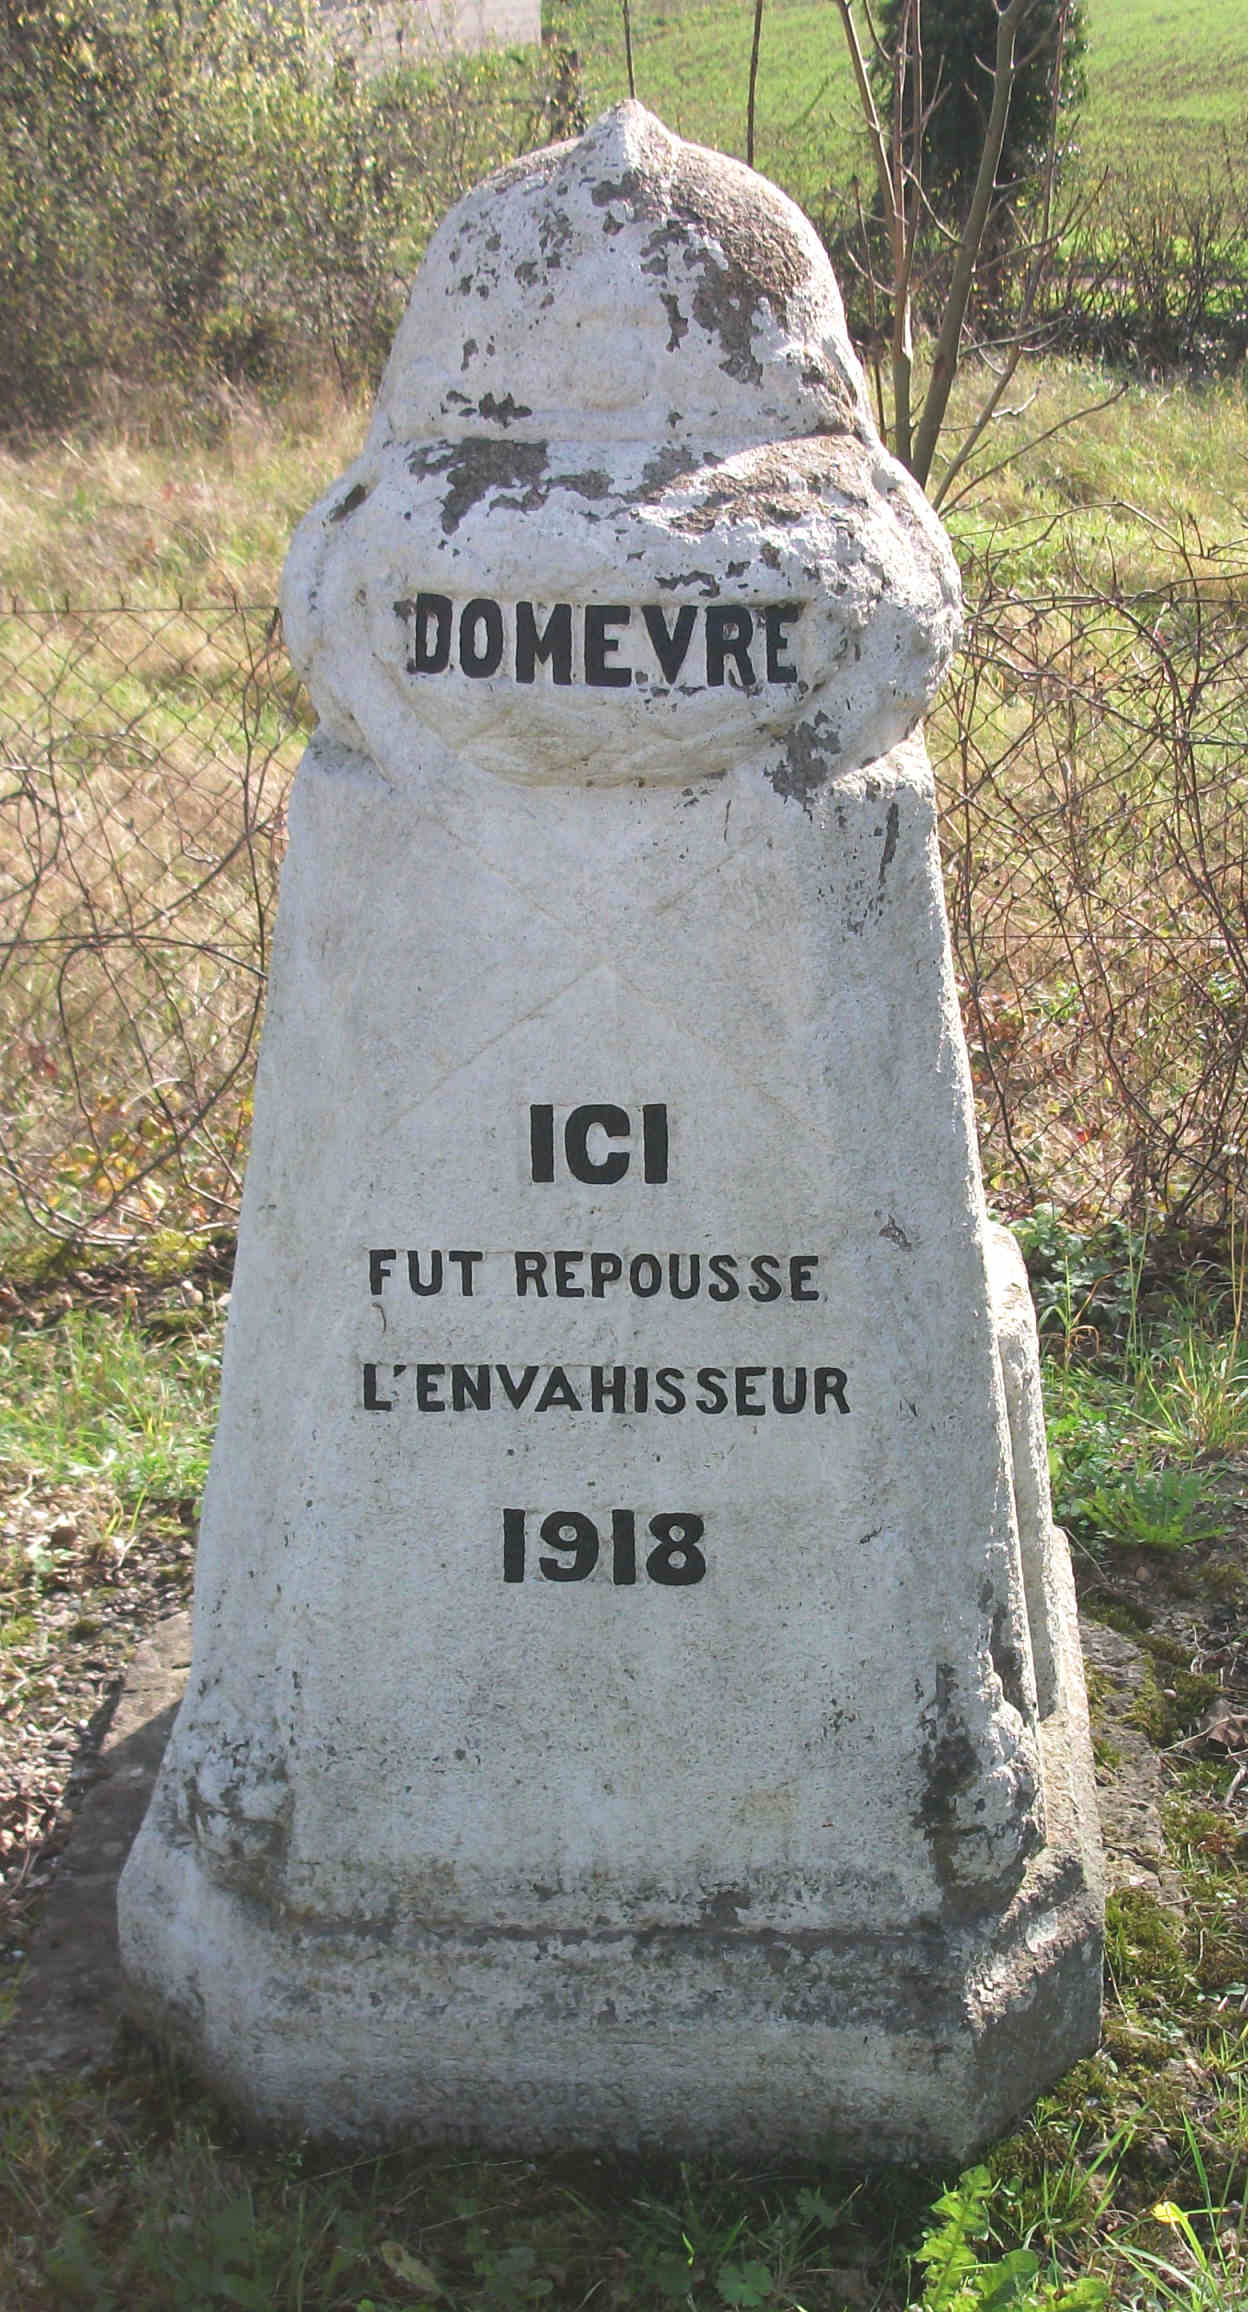 DOMEVRE
ICI
FUT REPOUSSE
L'ENVAHISSEUR
1918